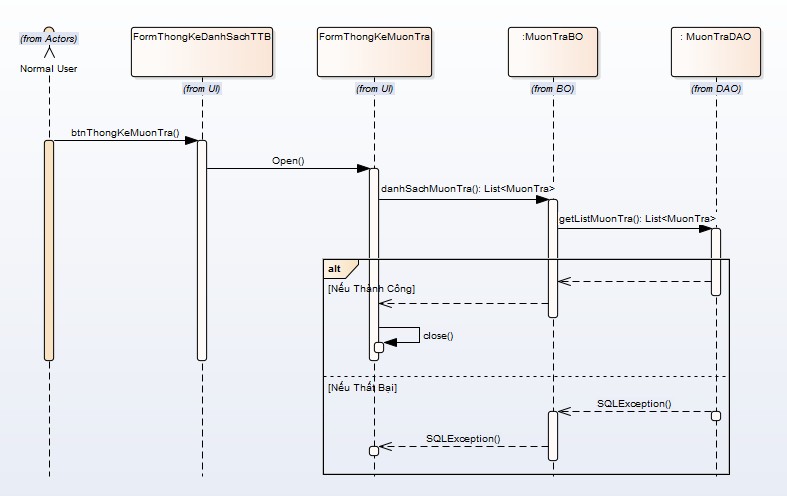 (from Actors)
Normal User
FormThongKeDanhSachTTB
(from UI)
FormThongKeMuonTra
(from UI)
:MuonTraBO
(from BO)
: MuonTraDAO
(from DAO)
btnThongKeMuonTra()
Open()
danhSachMuonTra(): List<MuonTra>
getListMuonTra(): List<MuonTra>
alt
[Nếu Thành Công]
close()
[Nếu Thất Bại]
SQLException()
SQLException()